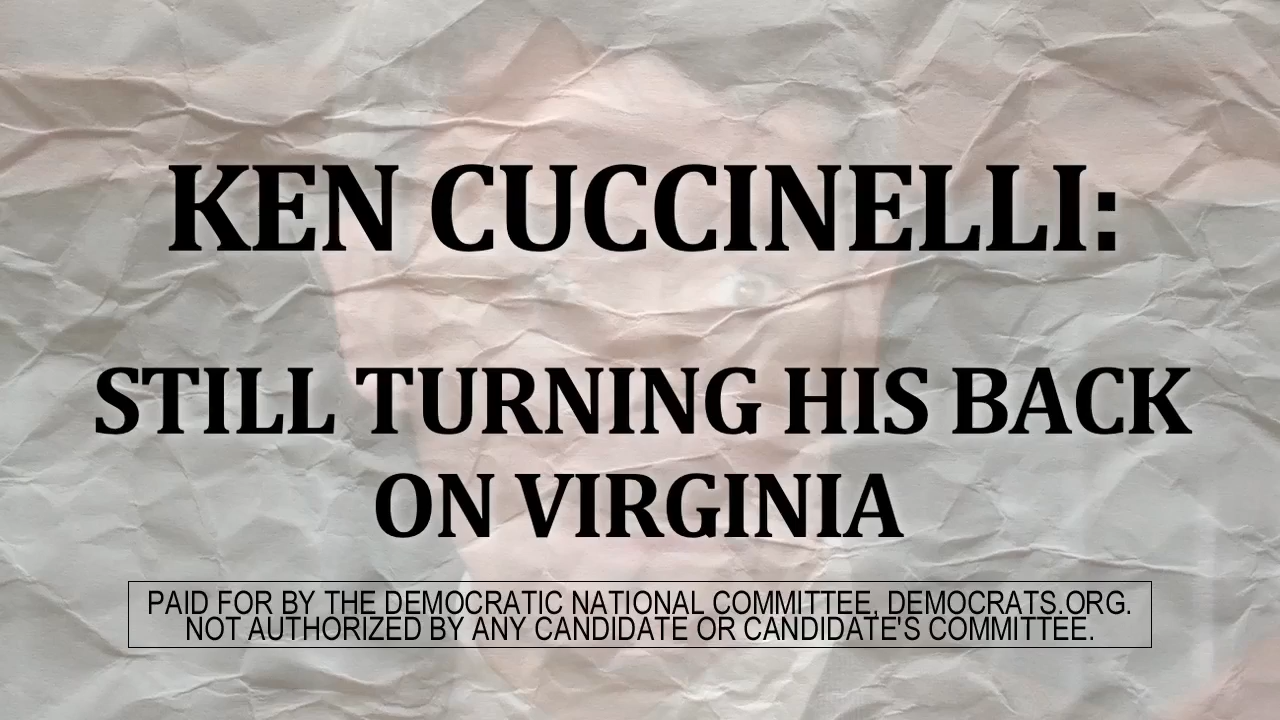 KEN CUCCINELLI:
STILL TURNING HIS BACK
ON VIRGINIA
PAID FOR BY THE DEMOCRATIC NATIONAL COMMITTEE, DEMOCRATS.ORG.
NOT AUTHORIZED BY ANY CANDIDATE OR CANDIDATE'S COMMITTEE.